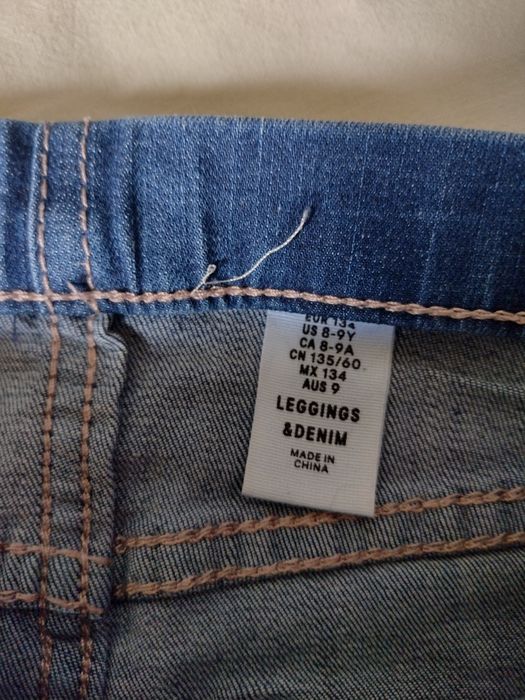 EUR 134
US 8-9Y
CA 8-9A
CN 135/60
MX 134
AUS 9
LEGGINGS
&DENIM
MADE IN
CHINA